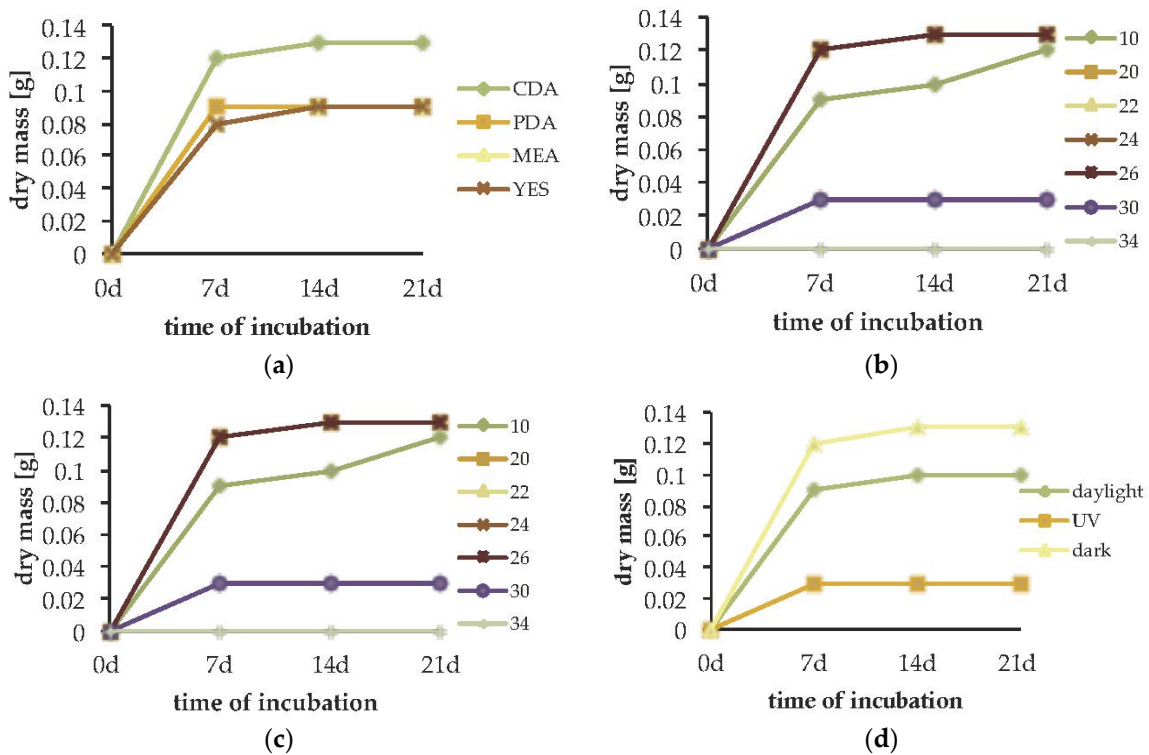 0.14
0.12
0.1
0.08
0.06
0.04
0.02
0
dry mass [g]
0d 7d 14d 21d
time of incubation
CDA
PDA
MEA
YES
(a)
0.14
0.12
0.1
0.08
0.06
0.04
0.02
0
dry mass [g]
0d 7d 14d 21d
time of incubation
10
20
22
24
26
30
34
(b)
0.14
0.12
0.1
0.08
0.06
0.04
0.02
0
dry mass [g]
0d 7d 14d 21d
time of incubation
10
20
22
24
26
30
34
(c)
0.14
0.12
0.1
0.08
0.06
0.04
0.02
0
dry mass [g]
0d 7d 14d 21d
time of incubation
daylight
UV
dark
(d)